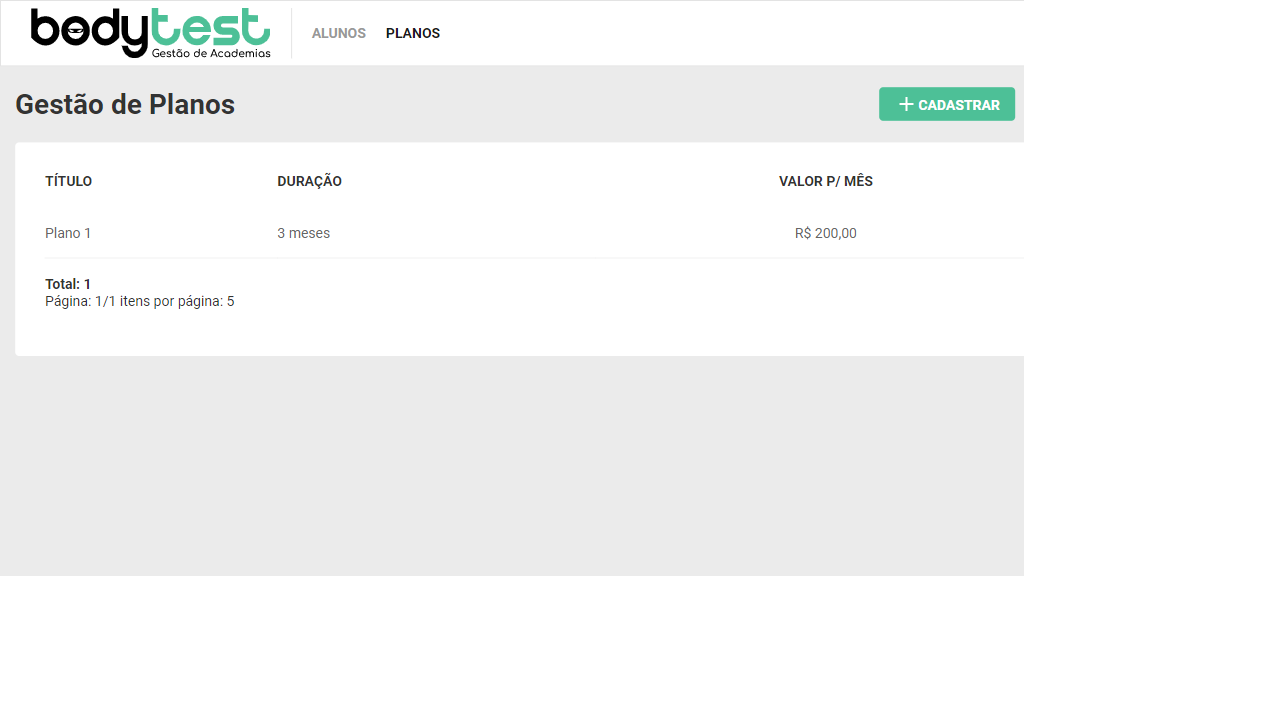 bodytest
Gestão de Academias
ALUNOS PLANOS
Gestão de Planos
CADASTRAR
TÍTULO DURAÇÃO VALOR P/ MÊS
Plano 1 3 meses R$ 200,00
Total: 1
Página: 1/1 itens por página: 5